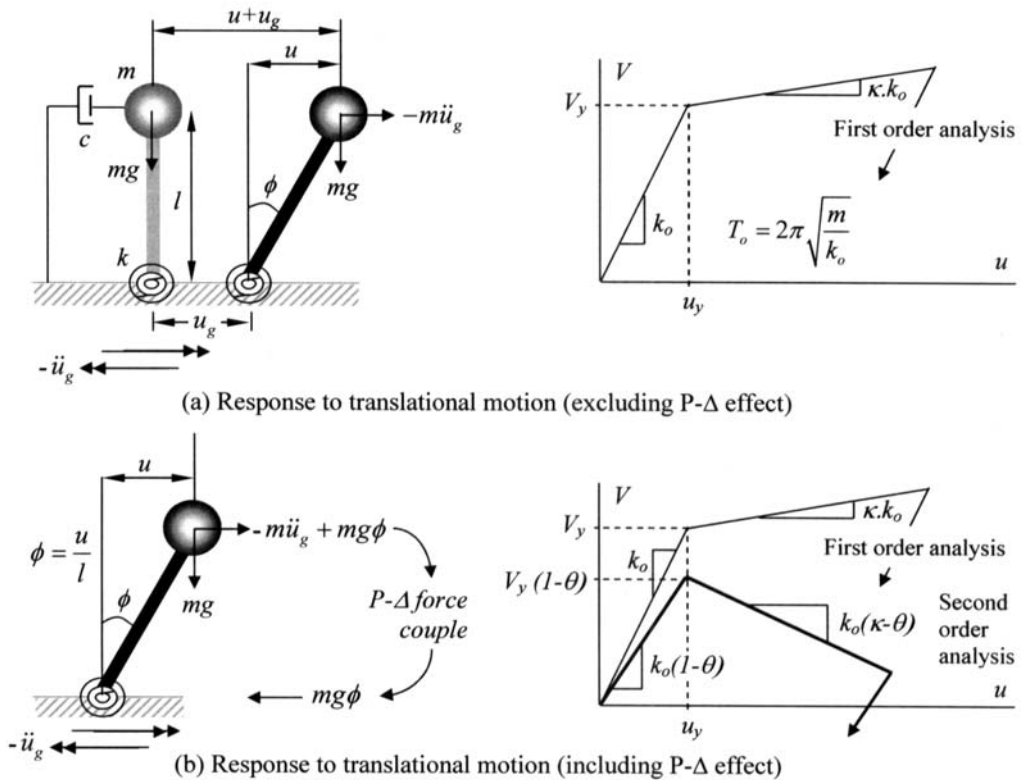 u+u_g
u
m
c
mg
l
ϕ
-mü_g
mg
k
u_g
-ü_g
V
V_y
κ.k_o
First order analysis
k_o
T_o = 2π√(m/k_o)
u
u_y
(a) Response to translational motion (excluding P-Δ effect)
u
-mü_g + mgϕ
ϕ = u/l
ϕ
mg
P-Δ force
couple
mgϕ
-ü_g
V
V_y
κ.k_o
k_o
First order analysis
V_y (1-θ)
Second
order
analysis
k_o(κ-θ)
k_o(1-θ)
u
u_y
(b) Response to translational motion (including P-Δ effect)